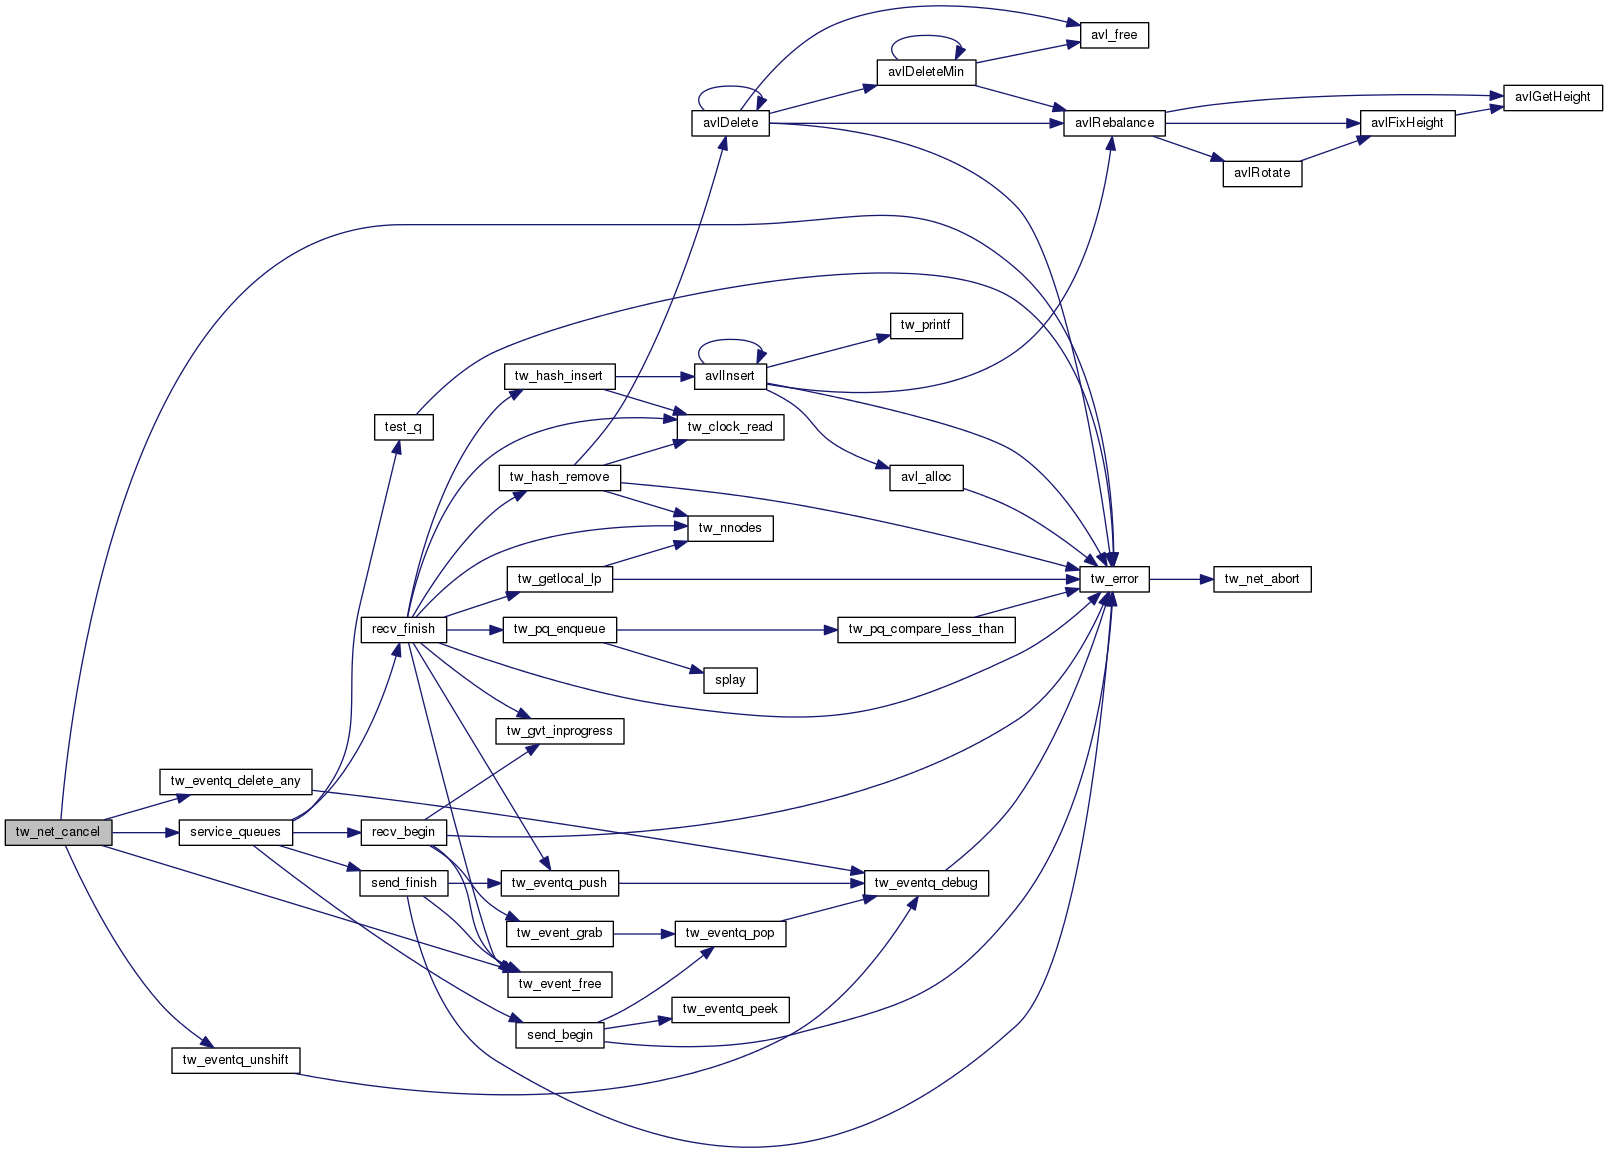 avl_free
avlDeleteMin
avlGetHeight
avlDelete
avlRebalance
avlFixHeight
avlRotate
tw_printf
tw_hash_insert
avlInsert
test_q
tw_clock_read
tw_hash_remove
avl_alloc
tw_nnodes
tw_getlocal_lp
tw_error
tw_net_abort
recv_finish
tw_pq_enqueue
tw_pq_compare_less_than
splay
tw_gvt_inprogress
tw_eventq_delete_any
tw_net_cancel
service_queues
recv_begin
send_finish
tw_eventq_push
tw_eventq_debug
tw_event_grab
tw_eventq_pop
tw_event_free
tw_eventq_peek
send_begin
tw_eventq_unshift